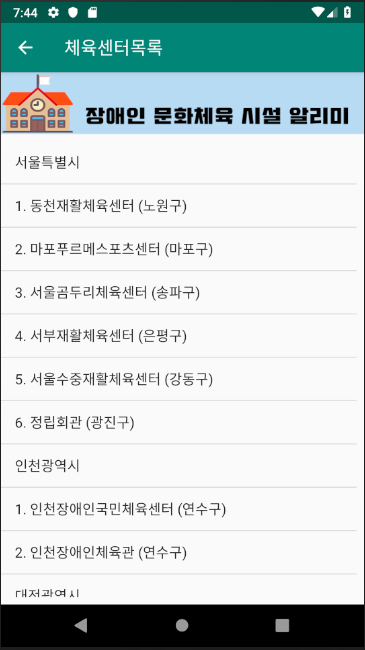 7:44
체육센터목록
장애인 문화체육 시설 알리미
서울특별시
1. 동천재활체육센터 (노원구)
2. 마포푸르메스포츠센터 (마포구)
3. 서울곰두리체육센터 (송파구)
4. 서부재활체육센터 (은평구)
5. 서울수중재활체육센터 (강동구)
6. 정립회관 (광진구)
인천광역시
1. 인천장애인국민체육센터 (연수구)
2. 인천장애인체육관 (연수구)
대전광역시